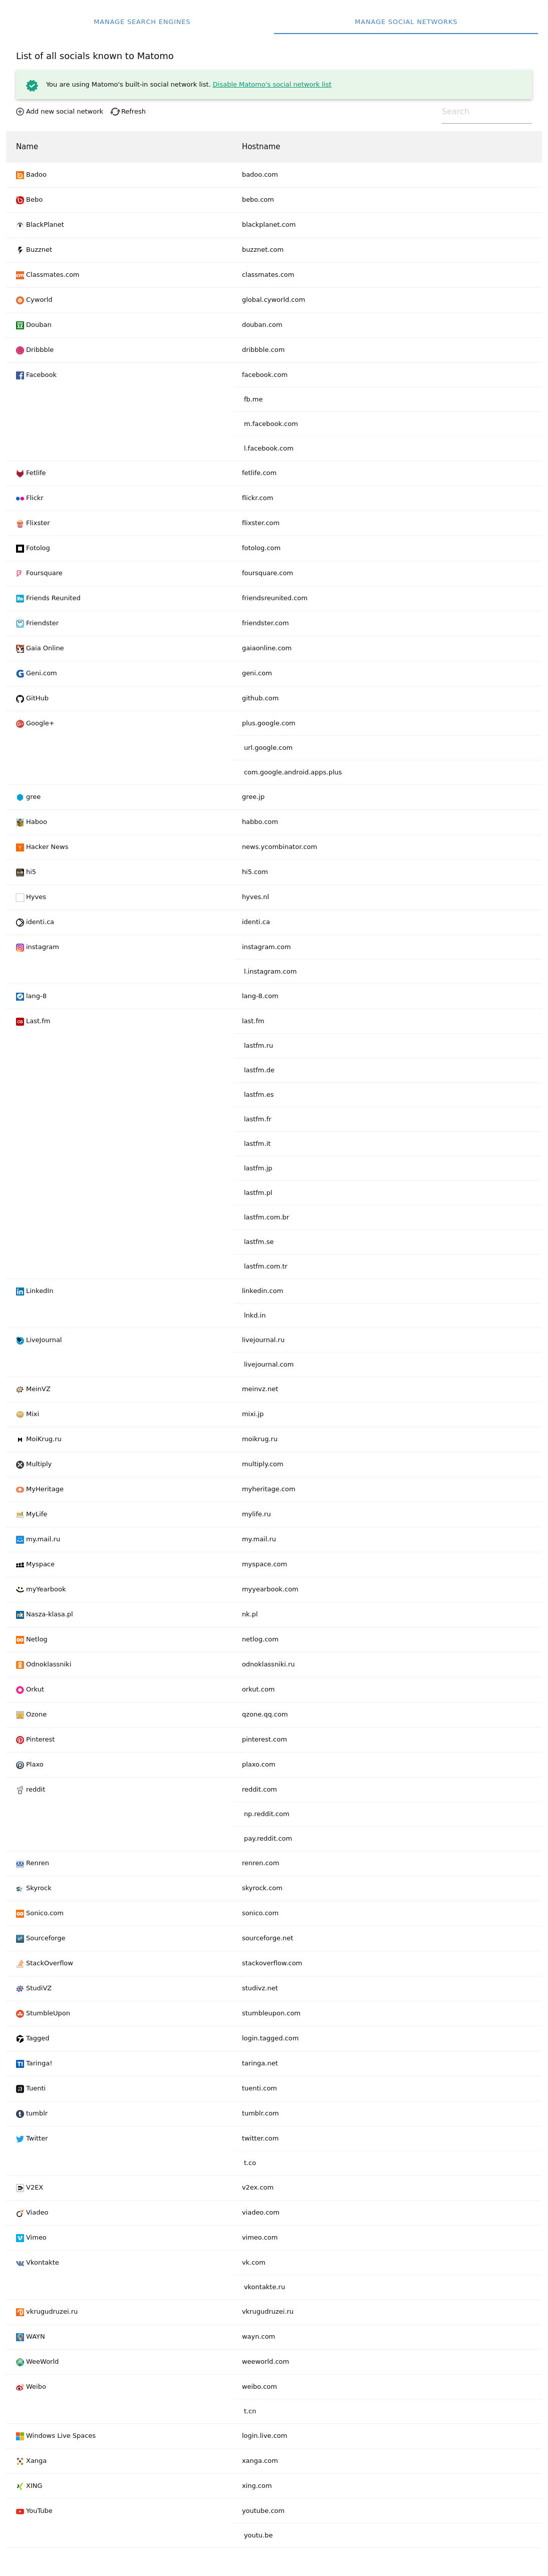 MANAGE SEARCH ENGINES MANAGE SOCIAL NETWORKS
List of all socials known to Matomo
You are using Matomo's built-in social network list. Disable Matomo's social network list
Add new social network Refresh Search
Name Hostname
Badoo badoo.com
Bebo bebo.com
BlackPlanet blackplanet.com
Buzznet buzznet.com
Classmates.com classmates.com
Cyworld global.cyworld.com
Douban douban.com
Dribbble dribbble.com
Facebook facebook.com
fb.me
m.facebook.com
l.facebook.com
Fetlife fetlife.com
Flickr flickr.com
Flixster flixster.com
Fotolog fotolog.com
Foursquare foursquare.com
Friends Reunited friendsreunited.com
Friendster friendster.com
Gaia Online gaiaonline.com
Geni.com geni.com
GitHub github.com
Google+ plus.google.com
url.google.com
com.google.android.apps.plus
gree gree.jp
Haboo habbo.com
Hacker News news.ycombinator.com
hi5 hi5.com
Hyves hyves.nl
identi.ca identi.ca
instagram instagram.com
l.instagram.com
lang-8 lang-8.com
Last.fm last.fm
lastfm.ru
lastfm.de
lastfm.es
lastfm.fr
lastfm.it
lastfm.jp
lastfm.pl
lastfm.com.br
lastfm.se
lastfm.com.tr
LinkedIn linkedin.com
lnkd.in
LiveJournal livejournal.ru
livejournal.com
MeinVZ meinvz.net
Mixi mixi.jp
MoiKrug.ru moikrug.ru
Multiply multiply.com
MyHeritage myheritage.com
MyLife mylife.ru
my.mail.ru my.mail.ru
Myspace myspace.com
myYearbook myyearbook.com
Nasza-klasa.pl nk.pl
Netlog netlog.com
Odnoklassniki odnoklassniki.ru
Orkut orkut.com
Ozone qzone.qq.com
Pinterest pinterest.com
Plaxo plaxo.com
reddit reddit.com
np.reddit.com
pay.reddit.com
Renren renren.com
Skyrock skyrock.com
Sonico.com sonico.com
Sourceforge sourceforge.net
StackOverflow stackoverflow.com
StudiVZ studivz.net
StumbleUpon stumbleupon.com
Tagged login.tagged.com
Taringa! taringa.net
Tuenti tuenti.com
tumblr tumblr.com
Twitter twitter.com
t.co
V2EX v2ex.com
Viadeo viadeo.com
Vimeo vimeo.com
Vkontakte vk.com
vkontakte.ru
vkrugudruzei.ru vkrugudruzei.ru
WAYN wayn.com
WeeWorld weeworld.com
Weibo weibo.com
t.cn
Windows Live Spaces login.live.com
Xanga xanga.com
XING xing.com
YouTube youtube.com
youtu.be